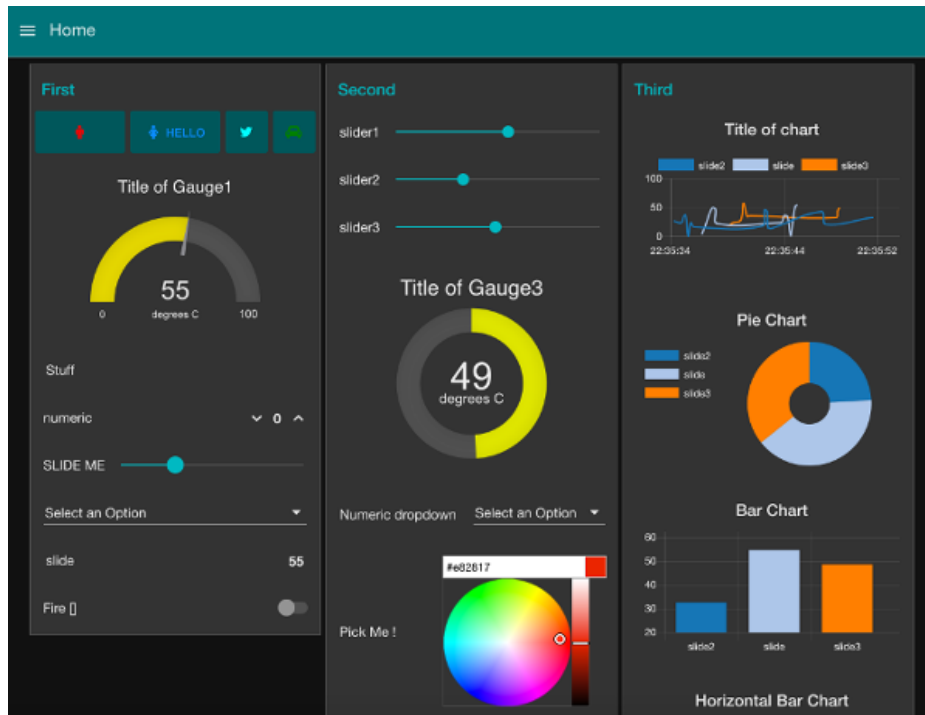 Home
First
HELLO
Title of Gauge1
55
0
degrees C
100
Stuff
numeric
0
SLIDE ME
Select an Option
slide
55
Fire []
Second
slider1
slider2
slider3
Title of Gauge3
49
degrees C
Numeric dropdown
Select an Option
#e82817
Pick Me !
Third
Title of chart
slide2 slide slide3
100
50
0
22:35:34 22:35:44 22:35:52
Pie Chart
slide2
slide
slide3
Bar Chart
60
50
40
30
20
slide2 slide slide3
Horizontal Bar Chart